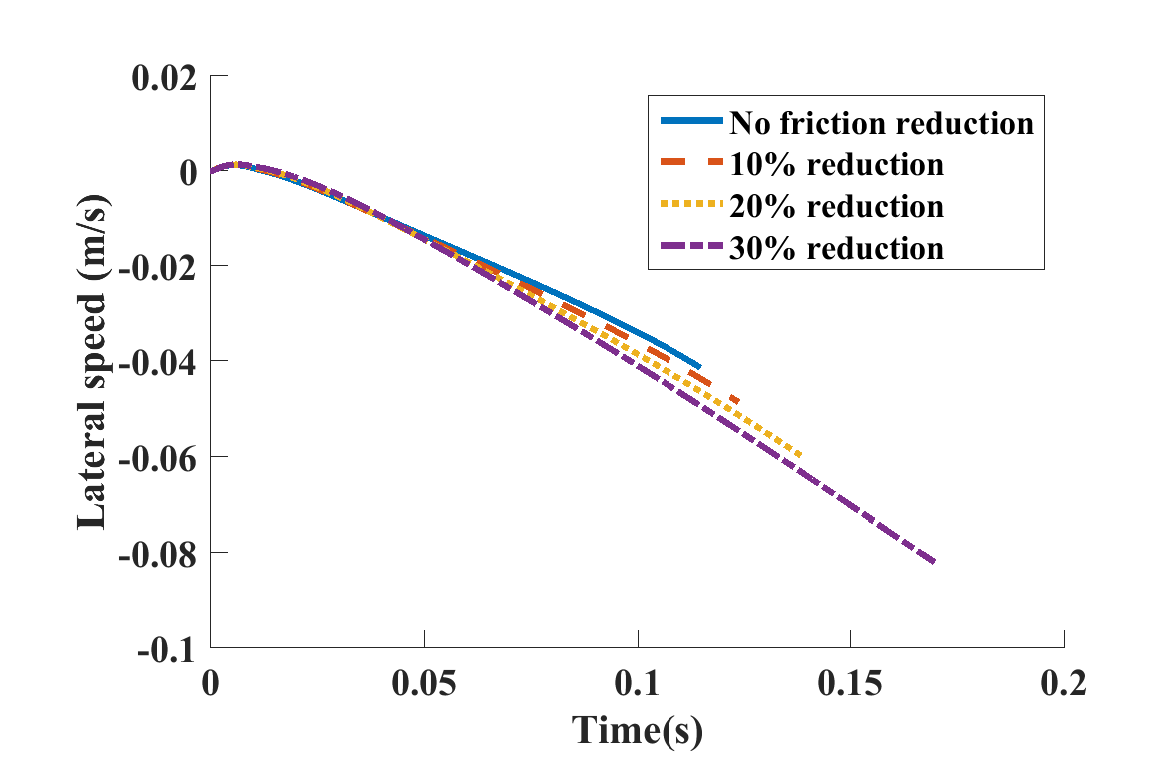 0.02
0
-0.02
-0.04
-0.06
-0.08
-0.1
Lateral speed (m/s)
No friction reduction
10% reduction
20% reduction
30% reduction
0
0.05
0.1
0.15
0.2
Time(s)